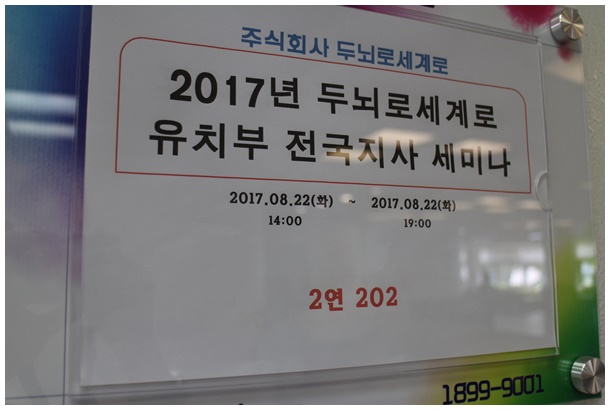 주식회사 두뇌로세계로
2017년 두뇌로세계로
유치부 전국지사 세미나
2017.08.22(화) ~ 2017.08.22(화)
14:00 19:00
2연 202
1899-9001